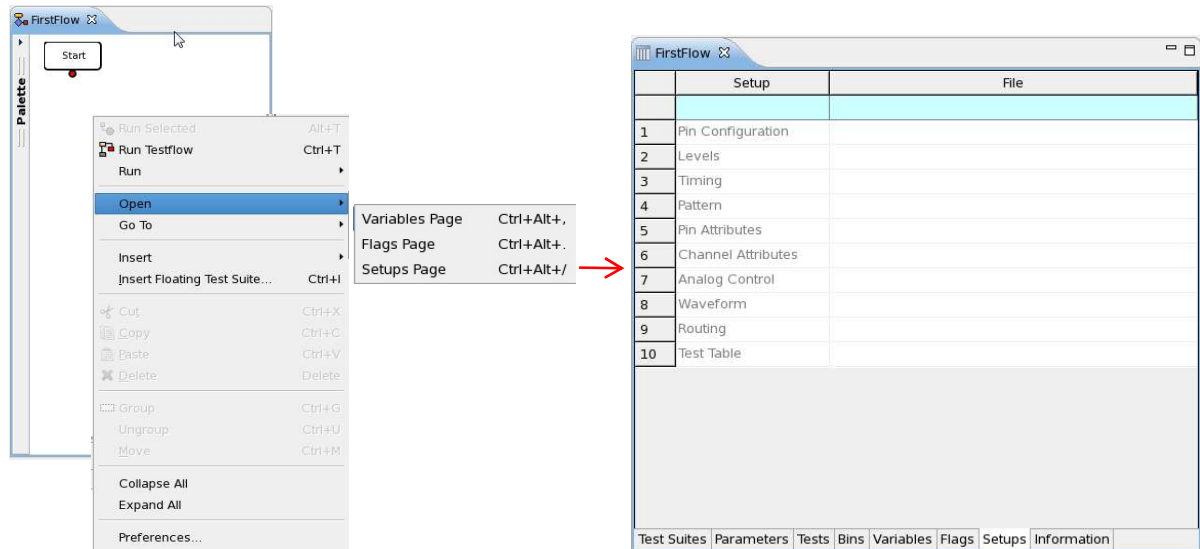 FirstFlow
Palette
Start
Run Selected Alt+T
Run Testflow Ctrl+T
Run
Open
Go To
Insert
Insert Floating Test Suite... Ctrl+I
Cut Ctrl+X
Copy Ctrl+C
Paste Ctrl+V
Delete Delete
Group Ctrl+G
Ungroup Ctrl+U
Move Ctrl+M
Collapse All
Expand All
Preferences...
Variables Page Ctrl+Alt+,
Flags Page Ctrl+Alt+.
Setups Page Ctrl+Alt+/
FirstFlow
Setup File
1 Pin Configuration
2 Levels
3 Timing
4 Pattern
5 Pin Attributes
6 Channel Attributes
7 Analog Control
8 Waveform
9 Routing
10 Test Table
Test Suites Parameters Tests Bins Variables Flags Setups Information